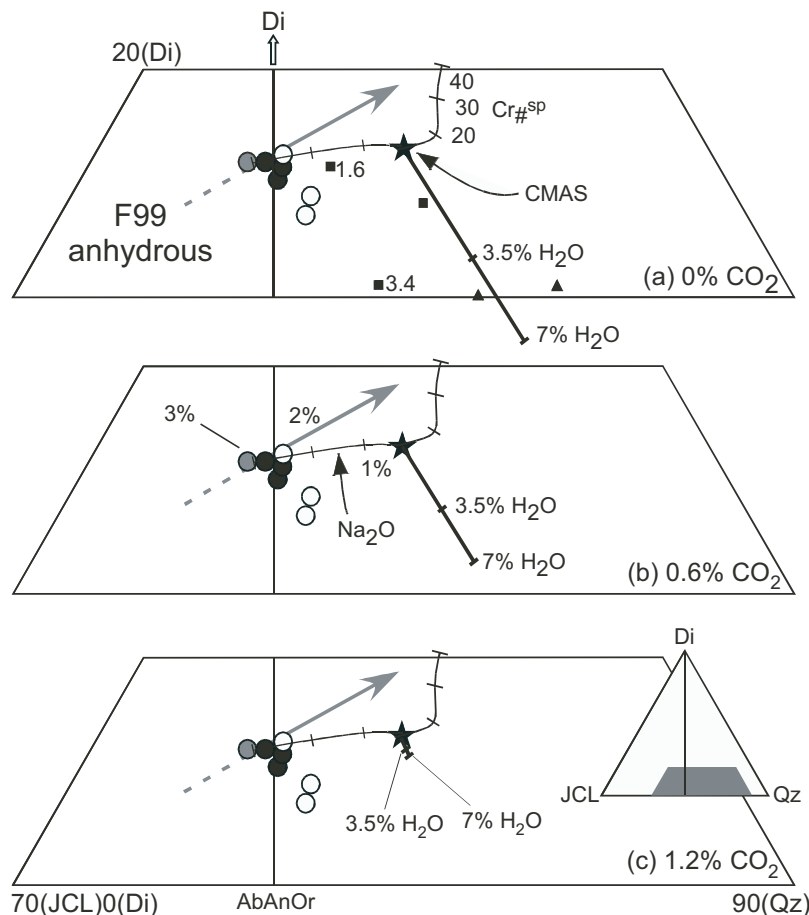 Di
20(Di)
40
30 Cr#sp
20
1.6
CMAS
F99
anhydrous
3.5% H2O
(a) 0% CO2
3.4
7% H2O
3%
2%
1%
Na2O
3.5% H2O
7% H2O
(b) 0.6% CO2
Di
JCL
Qz
3.5% H2O
7% H2O
(c) 1.2% CO2
70(JCL)0(Di)
AbAnOr
90(Qz)